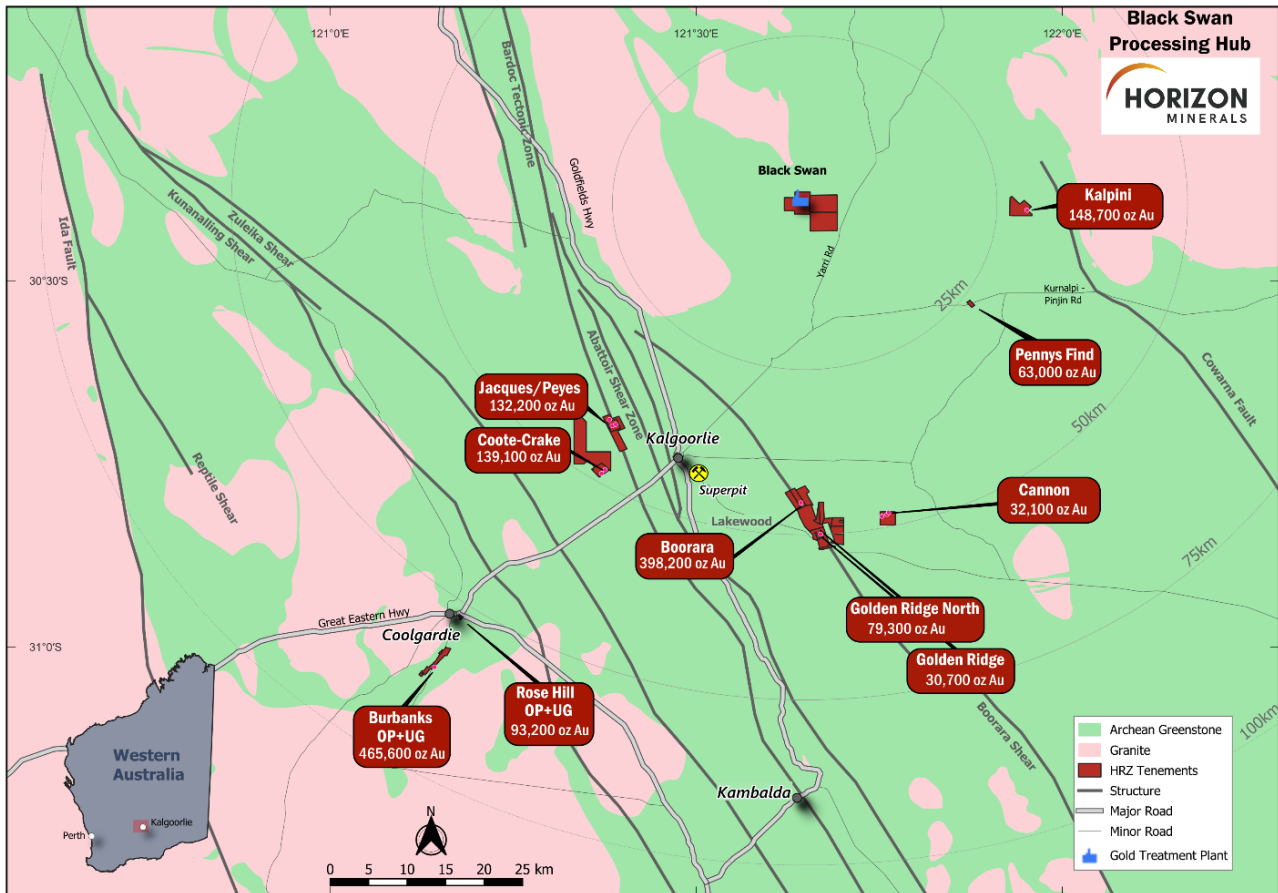 121°0'E
121°30'E
122°0'E
Black Swan
Processing Hub
HORIZON
MINERALS
Bardoc Tectonic Zone
Goldfields Hwy
Black Swan
Kalpini
148,700 oz Au
Ida Fault
Kunanalling Shear
Zuleika Shear
Yarri Rd
30°30'S
25km
Kurnalpi -
Pinjin Rd
Pennys Find
63,000 oz Au
Abattoir Shear Zone
Cowarna Fault
Jacques/Peyes
132,200 oz Au
50km
Coote-Crake
139,100 oz Au
Kalgoorlie
Reptile Shear
Superpit
Cannon
32,100 oz Au
Lakewood
Boorara
398,200 oz Au
75km
Golden Ridge North
79,300 oz Au
Great Eastern Hwy
Coolgardie
31°0'S
Golden Ridge
30,700 oz Au
Rose Hill
OP+UG
93,200 oz Au
Burbanks
OP+UG
465,600 oz Au
Boorara Shear
100km
Western
Australia
Perth
Kalgoorlie
Kambalda
N
0 5 10 15 20 25 km
Archean Greenstone
Granite
HRZ Tenements
Structure
Major Road
Minor Road
Gold Treatment Plant